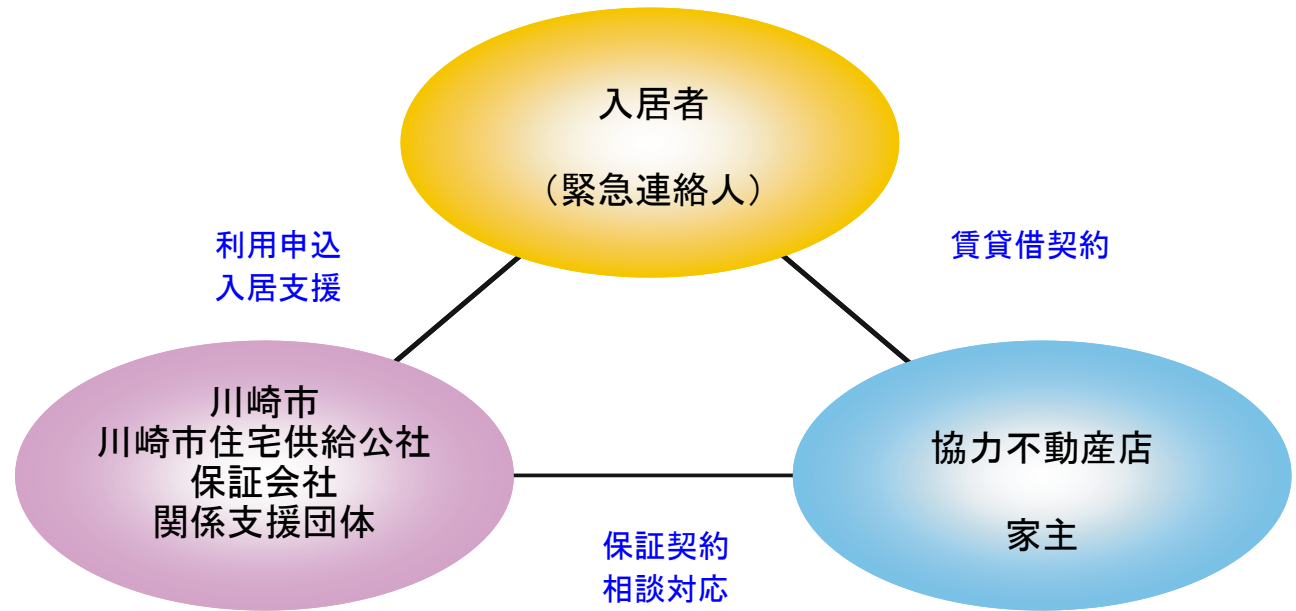 入居者
（緊急連絡人）
利用申込
入居支援
賃貸借契約
川崎市
川崎市住宅供給公社
保証会社
関係支援団体
協力不動産店
家主
保証契約
相談対応